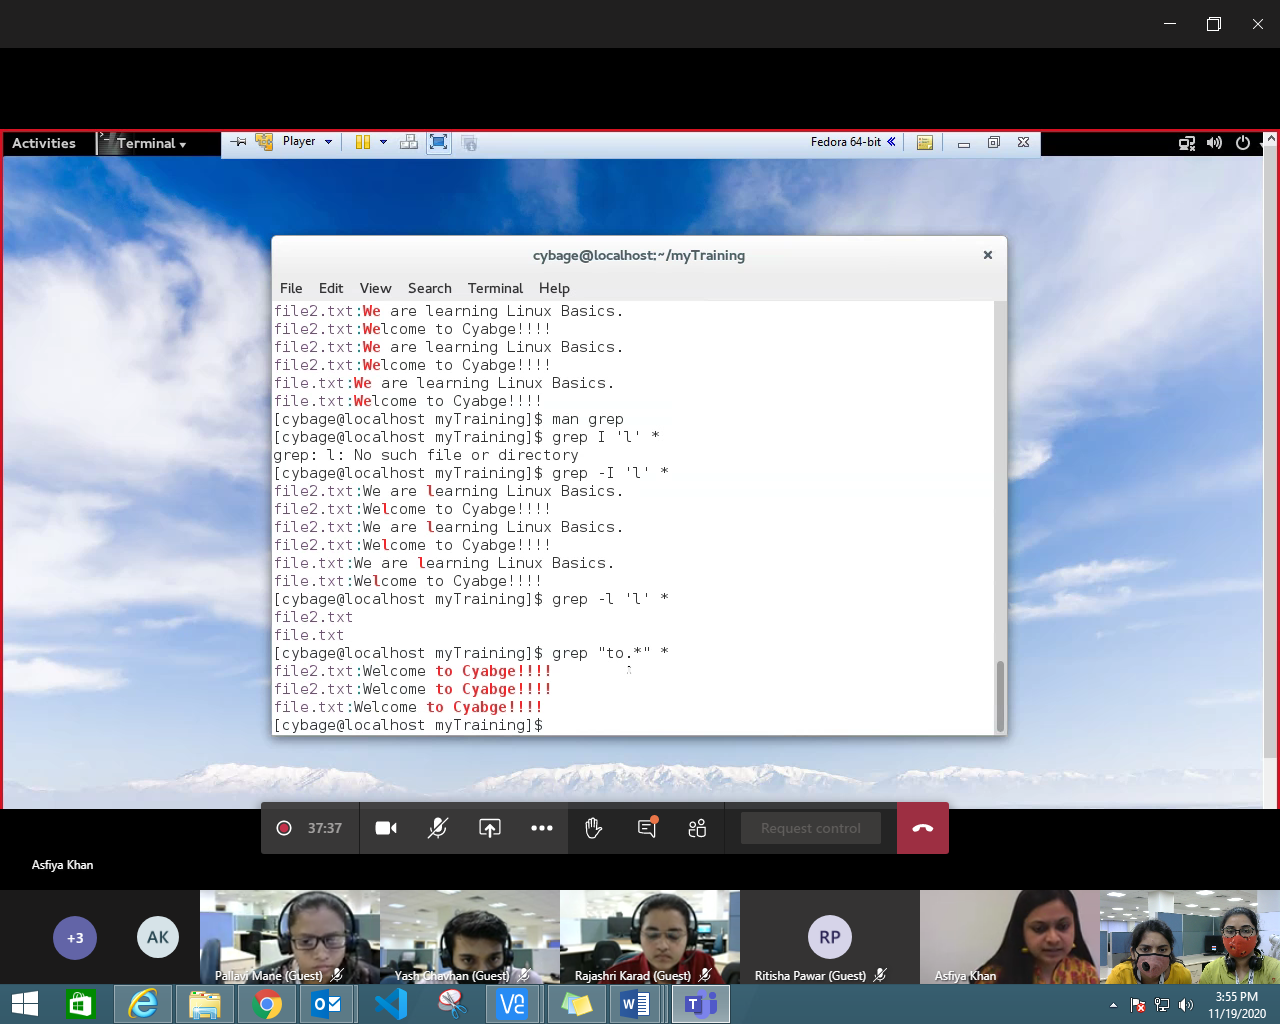 Activities
Terminal
Player
Fedora 64-bit
cybage@localhost:~/myTraining
File Edit View Search Terminal Help
file2.txt:We are learning Linux Basics.
file2.txt:Welcome to Cyabge!!!!
file2.txt:We are learning Linux Basics.
file2.txt:Welcome to Cyabge!!!!
file.txt:We are learning Linux Basics.
file.txt:Welcome to Cyabge!!!!
[cybage@localhost myTraining]$ man grep
[cybage@localhost myTraining]$ grep I 'l' *
grep: l: No such file or directory
[cybage@localhost myTraining]$ grep -I 'l' *
file2.txt:We are learning Linux Basics.
file2.txt:Welcome to Cyabge!!!!
file2.txt:We are learning Linux Basics.
file2.txt:Welcome to Cyabge!!!!
file.txt:We are learning Linux Basics.
file.txt:Welcome to Cyabge!!!!
[cybage@localhost myTraining]$ grep -l 'l' *
file2.txt
file.txt
[cybage@localhost myTraining]$ grep "to.*" *
file2.txt:Welcome to Cyabge!!!!
file2.txt:Welcome to Cyabge!!!!
file.txt:Welcome to Cyabge!!!!
[cybage@localhost myTraining]$
37:37
Request control
Asfiya Khan
+3
AK
RP
Pallavi Mane (Guest)
Yash Chavhan (Guest)
Rajashri Karad (Guest)
Ritisha Pawar (Guest)
Asfiya Khan
3:55 PM
11/19/2020